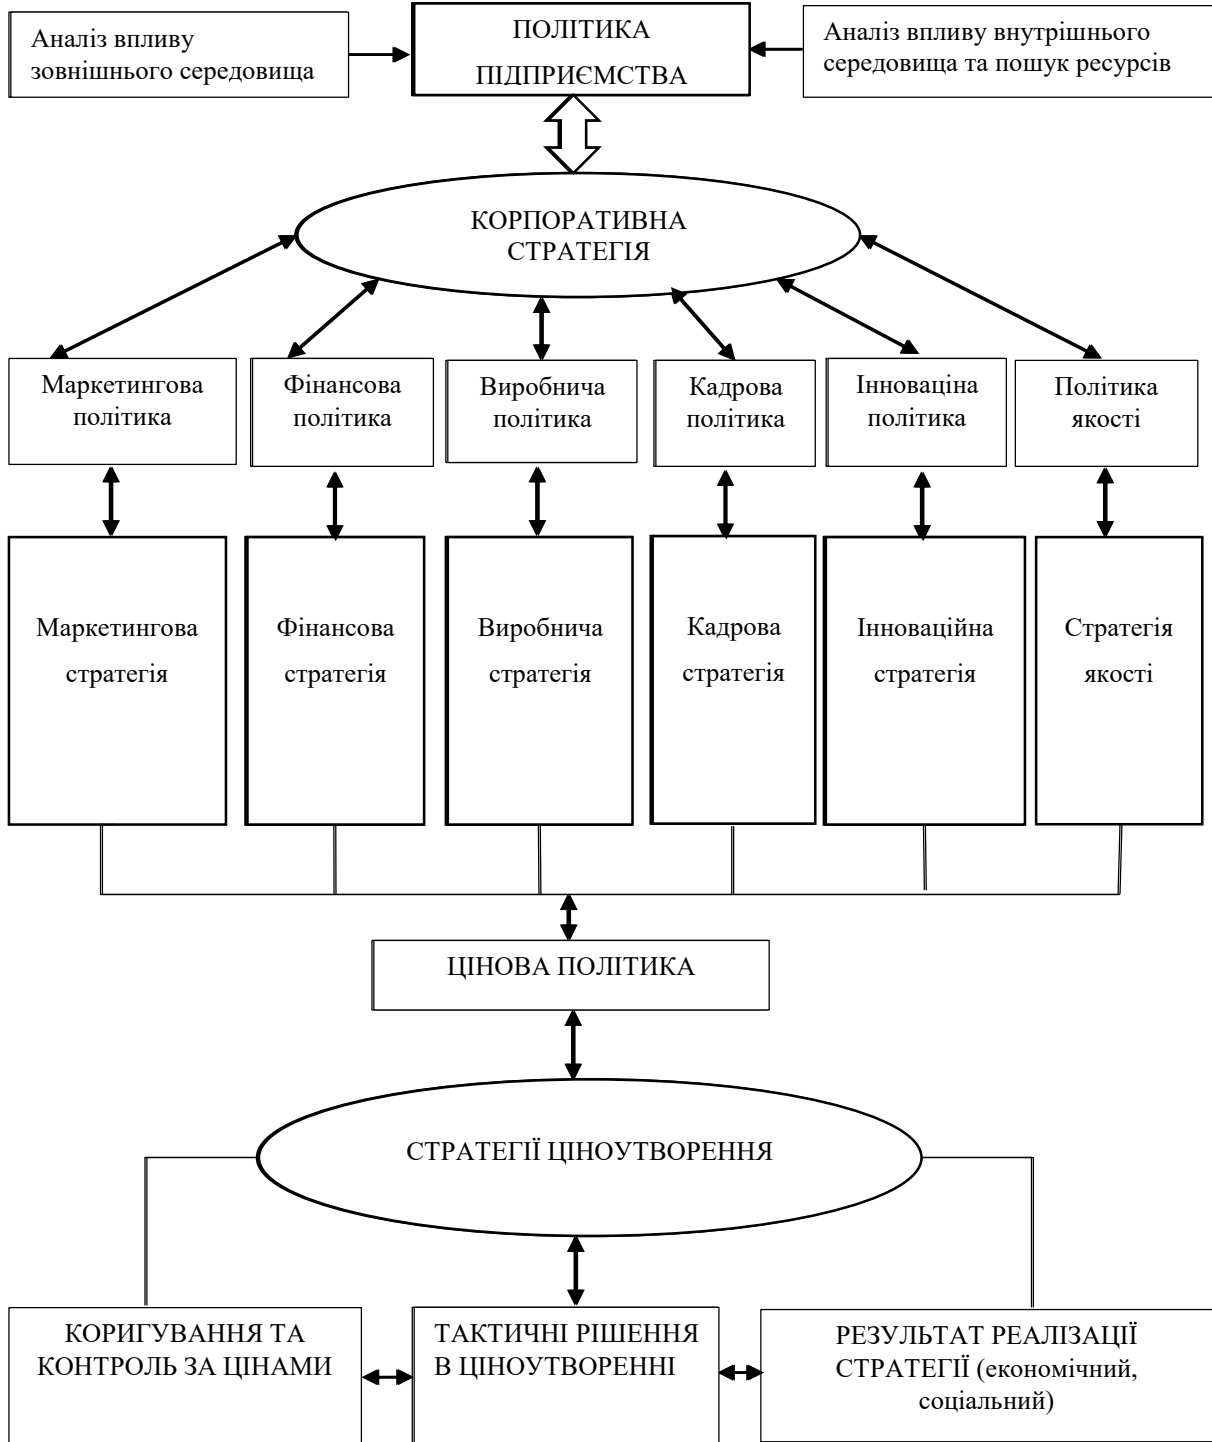 Аналіз впливу
зовнішнього середовища
ПОЛІТИКА
ПІДПРИЄМСТВА
Аналіз впливу внутрішнього
середовища та пошук ресурсів
КОРПОРАТИВНА
СТРАТЕГІЯ
Маркетингова
політика
Фінансова
політика
Виробнича
політика
Кадрова
політика
Інноваціна
політика
Політика
якості
Маркетингова
стратегія
Фінансова
стратегія
Виробнича
стратегія
Кадрова
стратегія
Інноваційна
стратегія
Стратегія
якості
ЦІНОВА ПОЛІТИКА
СТРАТЕГІЇ ЦІНОУТВОРЕННЯ
КОРИГУВАННЯ ТА
КОНТРОЛЬ ЗА ЦІНАМИ
ТАКТИЧНІ РІШЕННЯ
В ЦІНОУТВОРЕННІ
РЕЗУЛЬТАТ РЕАЛІЗАЦІЇ
СТРАТЕГІЇ (економічний,
соціальний)